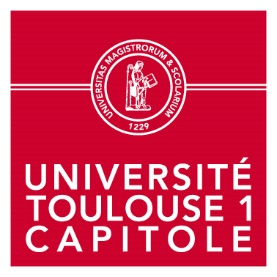 UNIVERSITAS MAGISTRORUM & SCOLARIUM
1229
UNIVERSITÉ
TOULOUSE 1
CAPITOLE